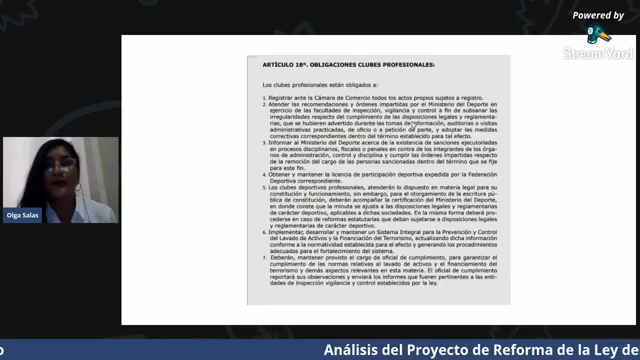 Powered by
StreamYard
ARTÍCULO 18º. OBLIGACIONES CLUBES PROFESIONALES:
Los clubes profesionales están obligados a:
1. Registrar ante la Cámara de Comercio todos los actos propios sujetos a registro.
2. Atender las recomendaciones y órdenes impartidas por el Ministerio del Deporte en
ejercicio de las facultades de inspección, vigilancia y control a fin de subsanar las
irregularidades respecto del cumplimiento de las disposiciones legales y reglamenta-
rias, que se hubieren advertido durante las tomas de información, auditorias o visitas
administrativas practicadas, de oficio o a petición de parte, y adoptar las medidas
correctivas correspondientes dentro del término establecido para tal efecto.
3. Informar al Ministerio del Deporte acerca de la existencia de sanciones ejecutoriadas
en procesos disciplinarios, fiscales o penales en contra de los integrantes de los órga-
nos de administración, control y disciplina y cumplir las órdenes impartidas respecto
de la remoción del cargo de las personas sancionadas dentro del término que se fije
para este fin.
4. Obtener y mantener la licencia de participación deportiva expedida por la Federación
Deportiva correspondiente.
5. Los clubes deportivos profesionales, atenderán lo dispuesto en materia legal para su
constitución y funcionamiento, sin embargo, para el otorgamiento de la escritura pú-
blica de constitución, deberán acompañar la certificación del Ministerio del Deporte,
en donde conste que la minuta se ajusta a las disposiciones legales y reglamentarias
de carácter deportivo, aplicables a dichas sociedades. En la misma forma deberá pro-
cederse en caso de reformas estatutarias que deban sujetarse a disposiciones legales
y reglamentarias de carácter deportivo.
6. Implementar, desarrollar y mantener un Sistema Integral para la Prevención y Control
del Lavado de Activos y la Financiación del Terrorismo, actualizando dicha información
conforme a la normatividad establecida para el efecto y generando los procedimientos
adecuados para el fortalecimiento del sistema.
7. Deberán, mantener provisto el cargo de oficial de cumplimiento, para garantizar el
cumplimiento de las normas relativas al lavado de activos y el financiamiento del
terrorismo y demás aspectos relevantes en esta materia. El oficial de cumplimiento
reportará sus observaciones y enviará los informes que fueren pertinentes a las enti-
dades de inspección vigilancia y control establecidos por la ley.
Olga Salas
o
Análisis del Proyecto de Reforma de la Ley de